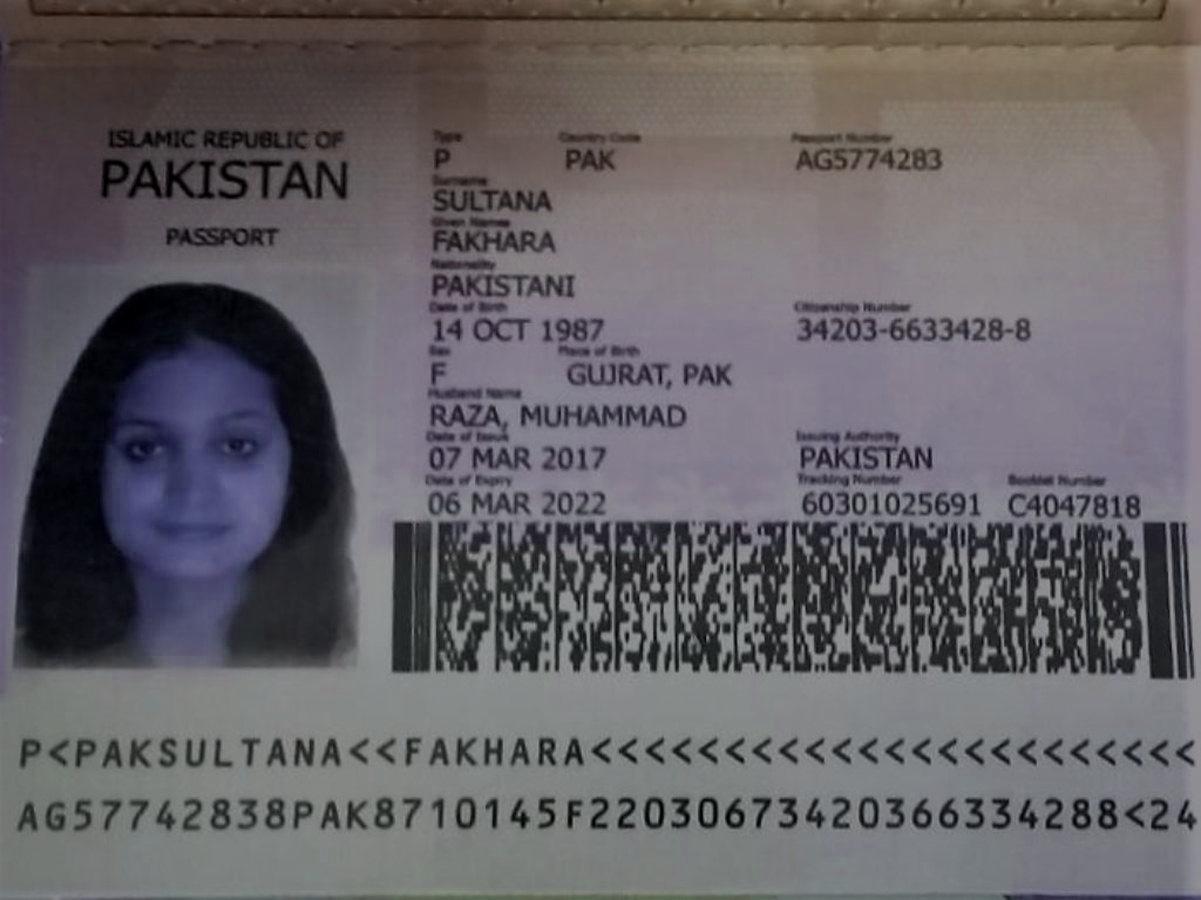 ISLAMIC REPUBLIC OF
PAKISTAN
PASSPORT
Type Country Code Passport Number
P PAK AG5774283
Surname
SULTANA
Given Names
FAKHARA
Nationality
PAKISTANI
Date of Birth Citizenship Number
14 OCT 1987 34203-6633428-8
Sex Place of Birth
F GUJRAT, PAK
Husband Name
RAZA, MUHAMMAD
Date of Issue Issuing Authority
07 MAR 2017 PAKISTAN
Date of Expiry Tracking Number Booklet Number
06 MAR 2022 60301025691 C4047818
P<PAKSULTANA<<FAKHARA<<<<<<<<<<<<<<<<<<<<<<<
AG57742838PAK8710145F22030673420366334288<24